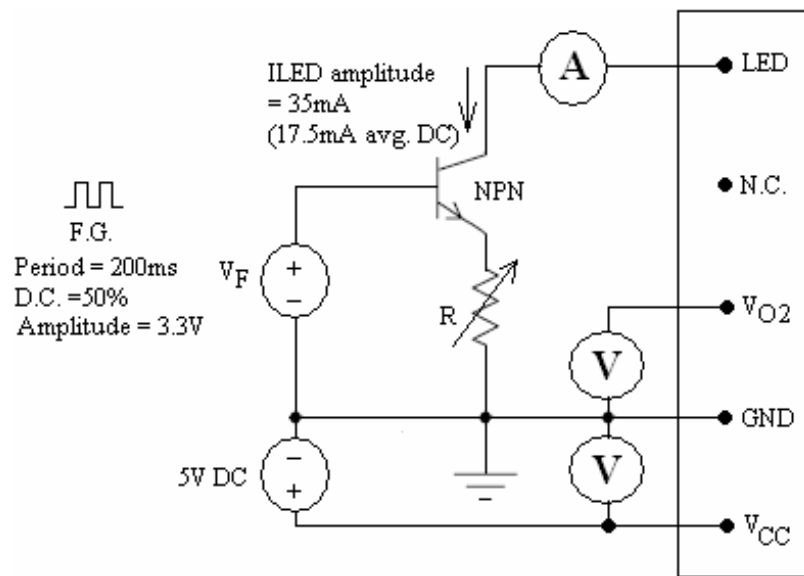 ILED amplitude
= 35mA
(17.5mA avg. DC)
A
LED
NPN
N.C.
F.G.
Period = 200ms
D.C. =50%
Amplitude = 3.3V
VF
+
−
R
VO2
V
GND
5V DC
−
+
V
VCC